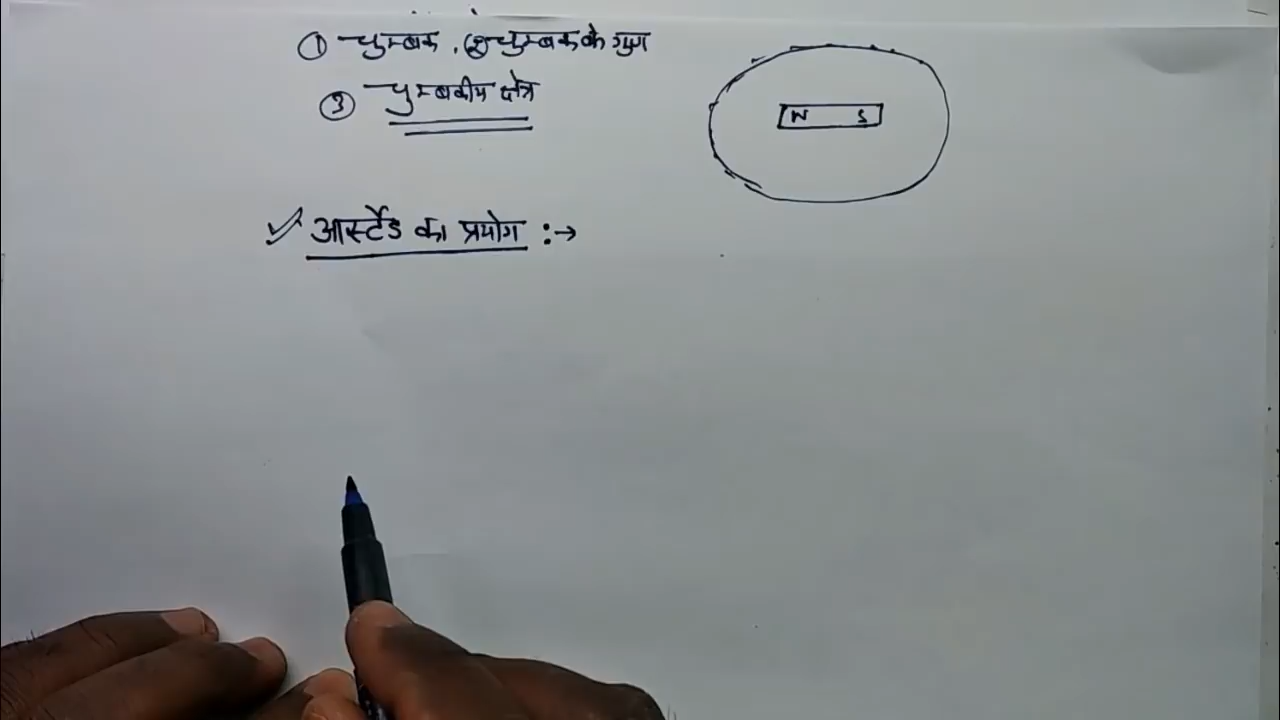 ① चुम्बक, ② चुम्बक के गुण
③ चुम्बकीय क्षेत्र
N S
✓ आर्स्टेड का प्रयोग :→